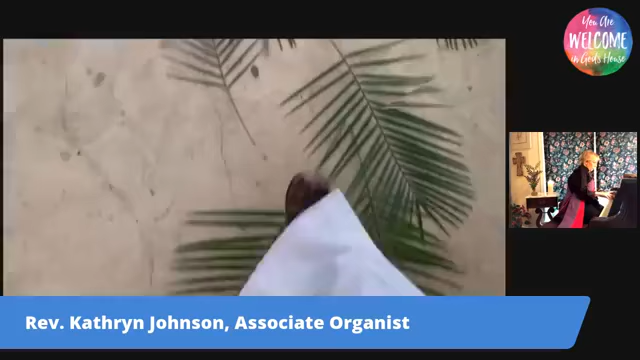 You Are
WELCOME
in God's House
Rev. Kathryn Johnson, Associate Organist